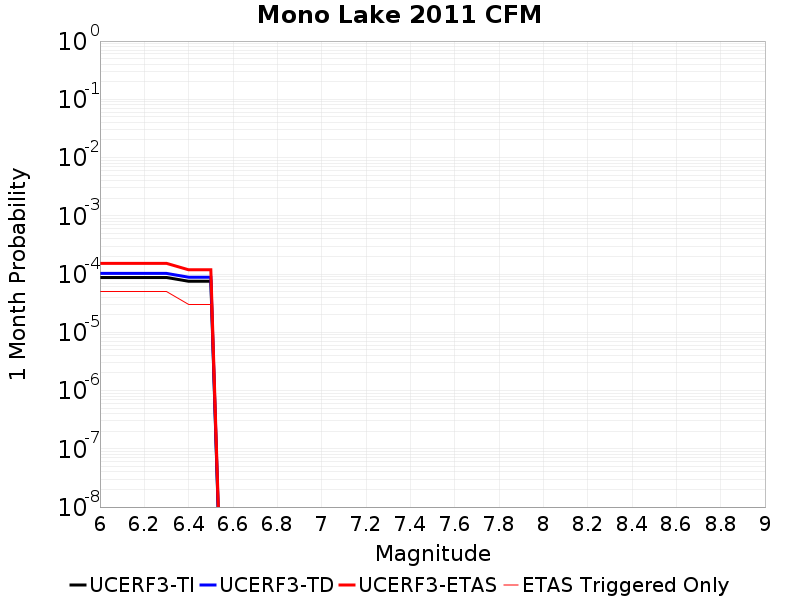 Mono Lake 2011 CFM
1 Month Probability
10^0
10^-1
10^-2
10^-3
10^-4
10^-5
10^-6
10^-7
10^-8
6 6.2 6.4 6.6 6.8 7 7.2 7.4 7.6 7.8 8 8.2 8.4 8.6 8.8 9
Magnitude
UCERF3-TI UCERF3-TD UCERF3-ETAS ETAS Triggered Only